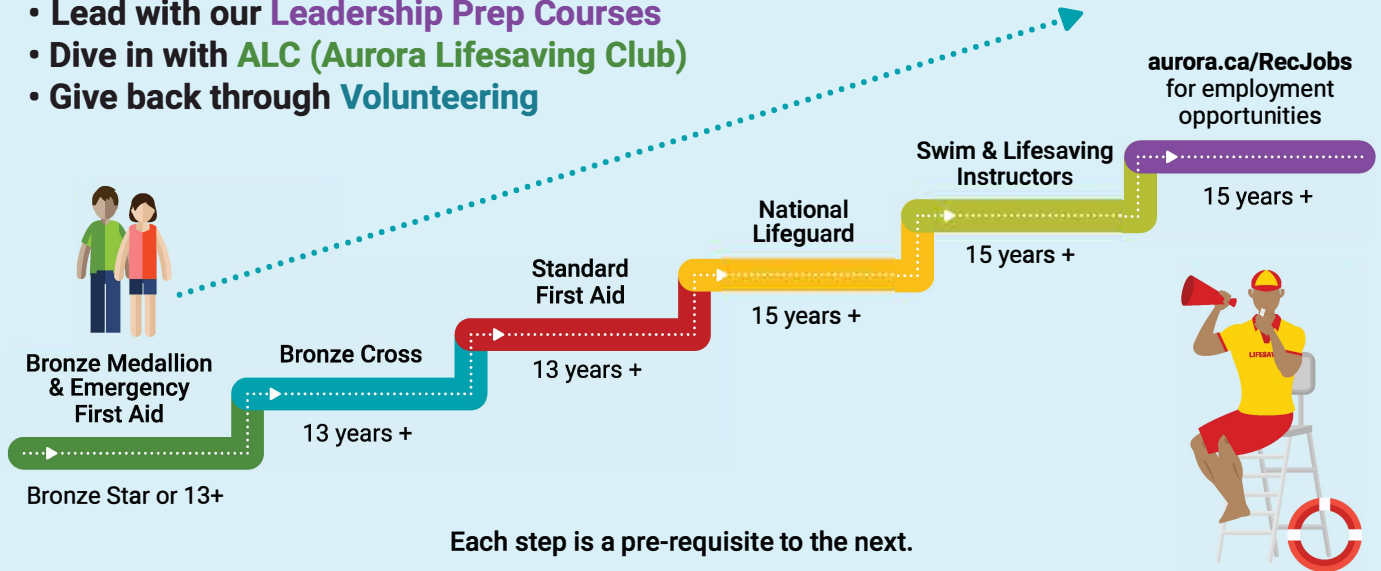 • Lead with our Leadership Prep Courses
• Dive in with ALC (Aurora Lifesaving Club)
• Give back through Volunteering
aurora.ca/RecJobs
for employment
opportunities
15 years +
Swim & Lifesaving
Instructors
15 years +
National
Lifeguard
15 years +
Standard
First Aid
13 years +
Bronze Cross
13 years +
Bronze Medallion
& Emergency
First Aid
Bronze Star or 13+
Each step is a pre-requisite to the next.